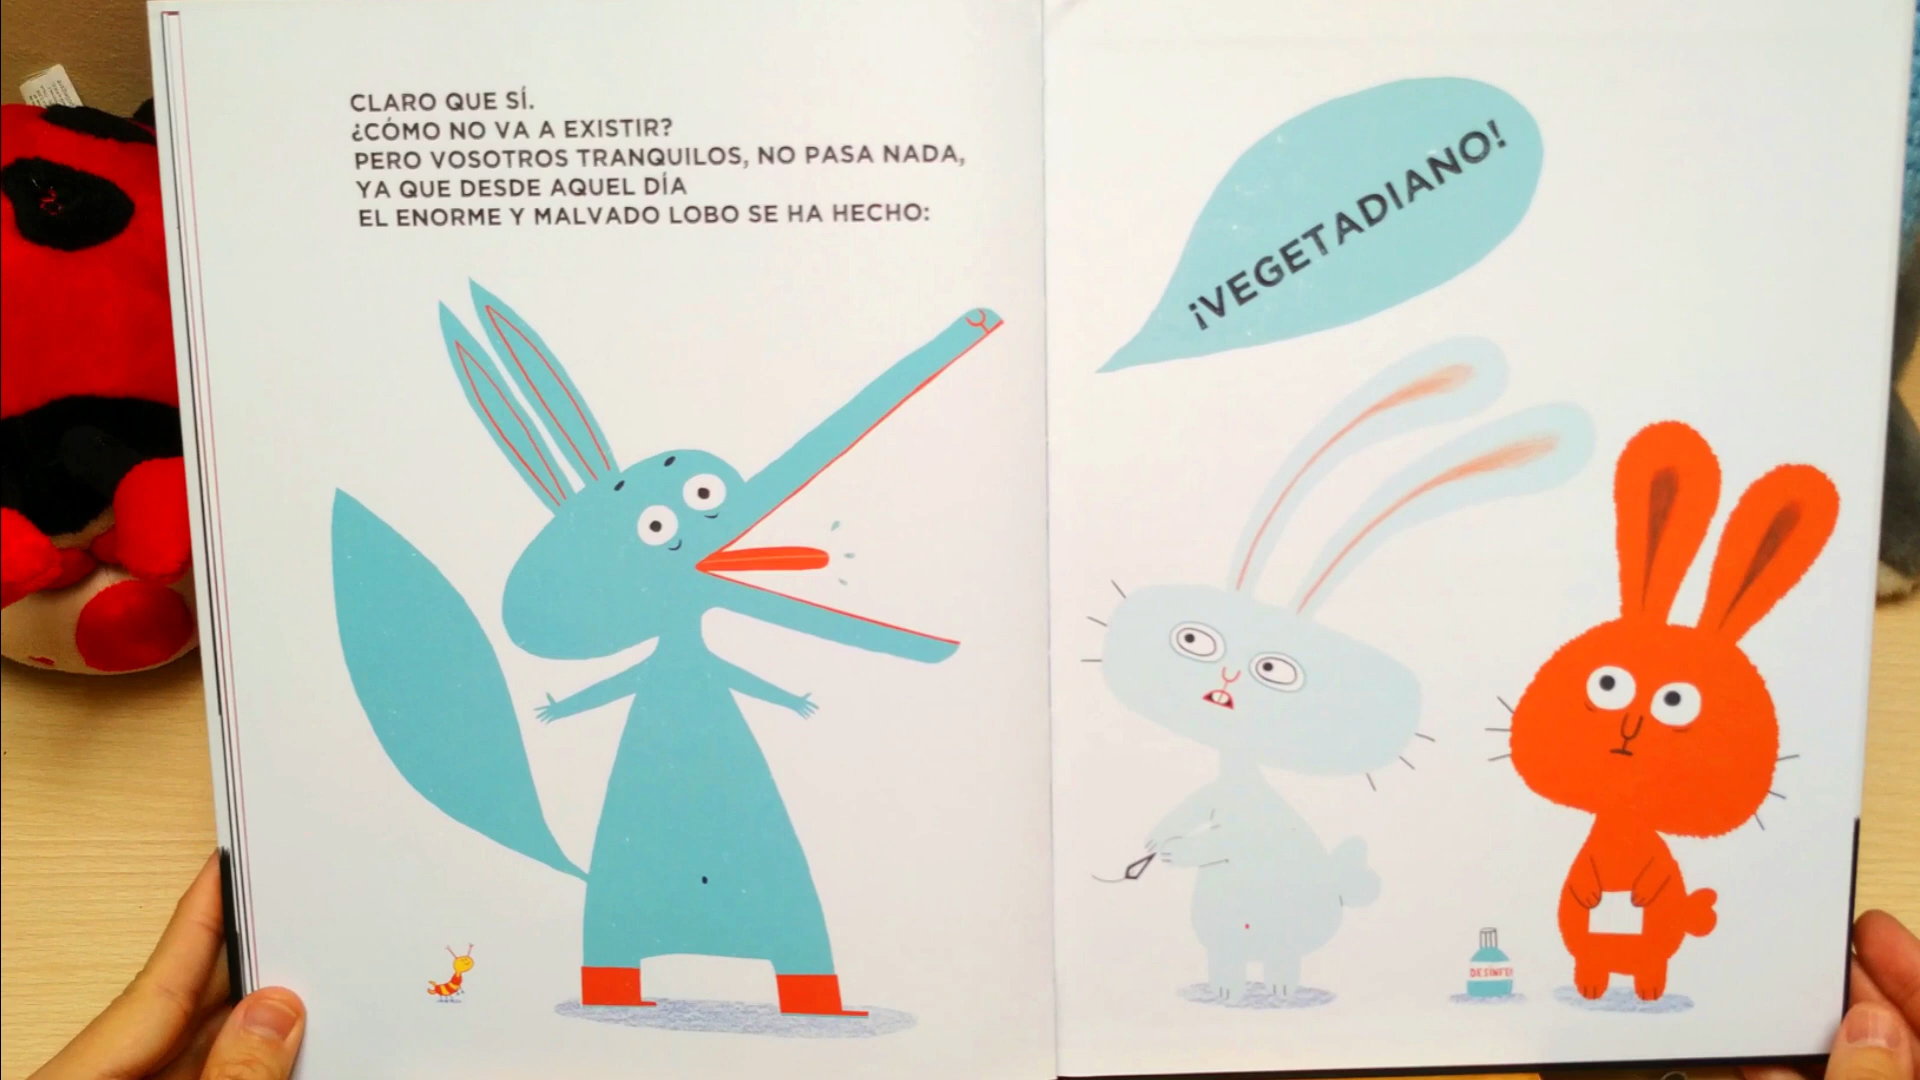 CLARO QUE SÍ.
¿CÓMO NO VA A EXISTIR?
PERO VOSOTROS TRANQUILOS, NO PASA NADA,
YA QUE DESDE AQUEL DÍA
EL ENORME Y MALVADO LOBO SE HA HECHO:
¡VEGETADIANO!
DESINFE